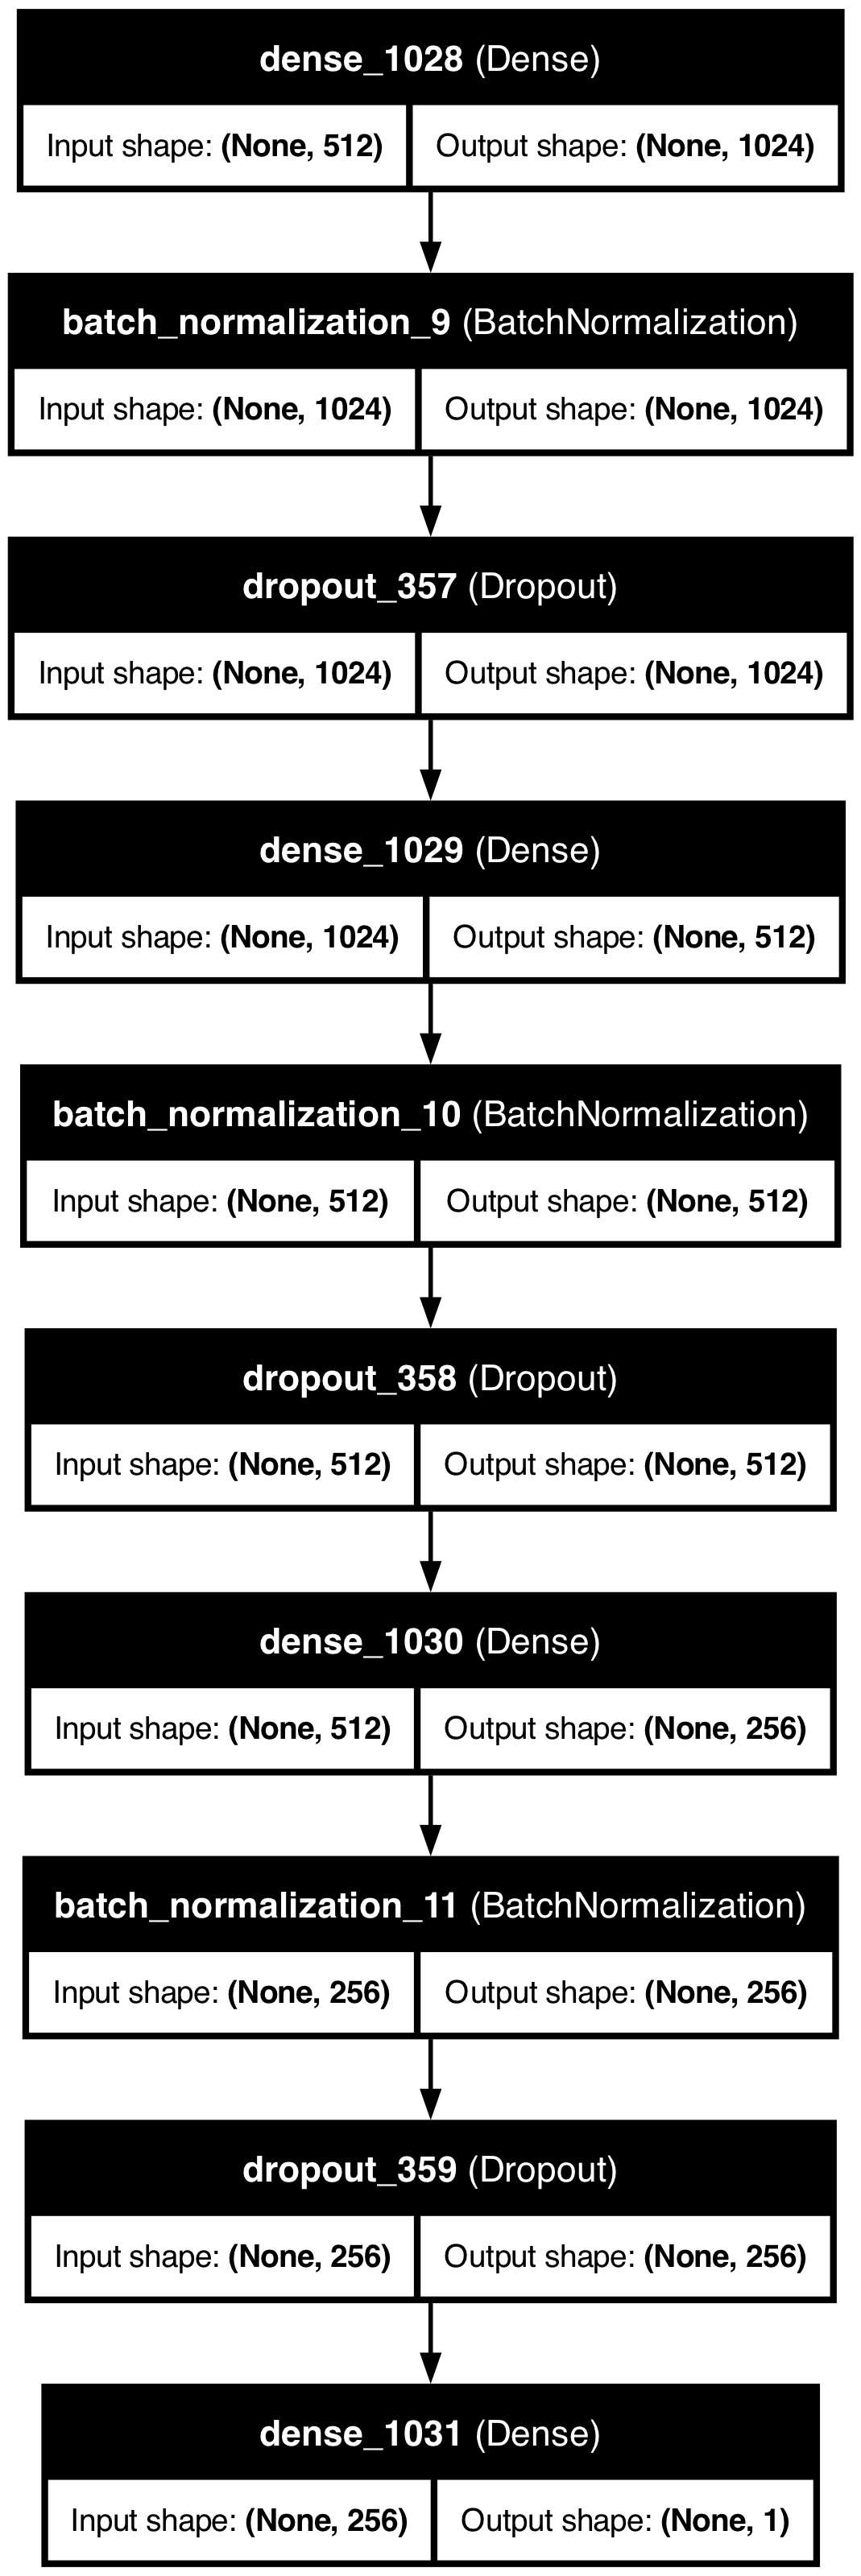 dense_1028 (Dense)
Input shape: (None, 512) Output shape: (None, 1024)
batch_normalization_9 (BatchNormalization)
Input shape: (None, 1024) Output shape: (None, 1024)
dropout_357 (Dropout)
Input shape: (None, 1024) Output shape: (None, 1024)
dense_1029 (Dense)
Input shape: (None, 1024) Output shape: (None, 512)
batch_normalization_10 (BatchNormalization)
Input shape: (None, 512) Output shape: (None, 512)
dropout_358 (Dropout)
Input shape: (None, 512) Output shape: (None, 512)
dense_1030 (Dense)
Input shape: (None, 512) Output shape: (None, 256)
batch_normalization_11 (BatchNormalization)
Input shape: (None, 256) Output shape: (None, 256)
dropout_359 (Dropout)
Input shape: (None, 256) Output shape: (None, 256)
dense_1031 (Dense)
Input shape: (None, 256) Output shape: (None, 1)